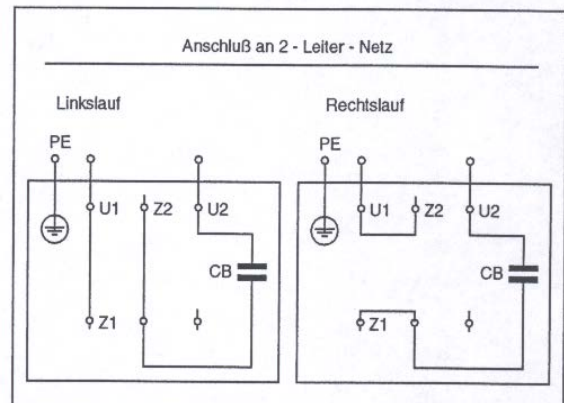 Anschluß an 2 - Leiter - Netz
Linkslauf
Rechtslauf
PE
PE
U1 Z2 U2
U1 Z2 U2
CB
CB
Z1
Z1